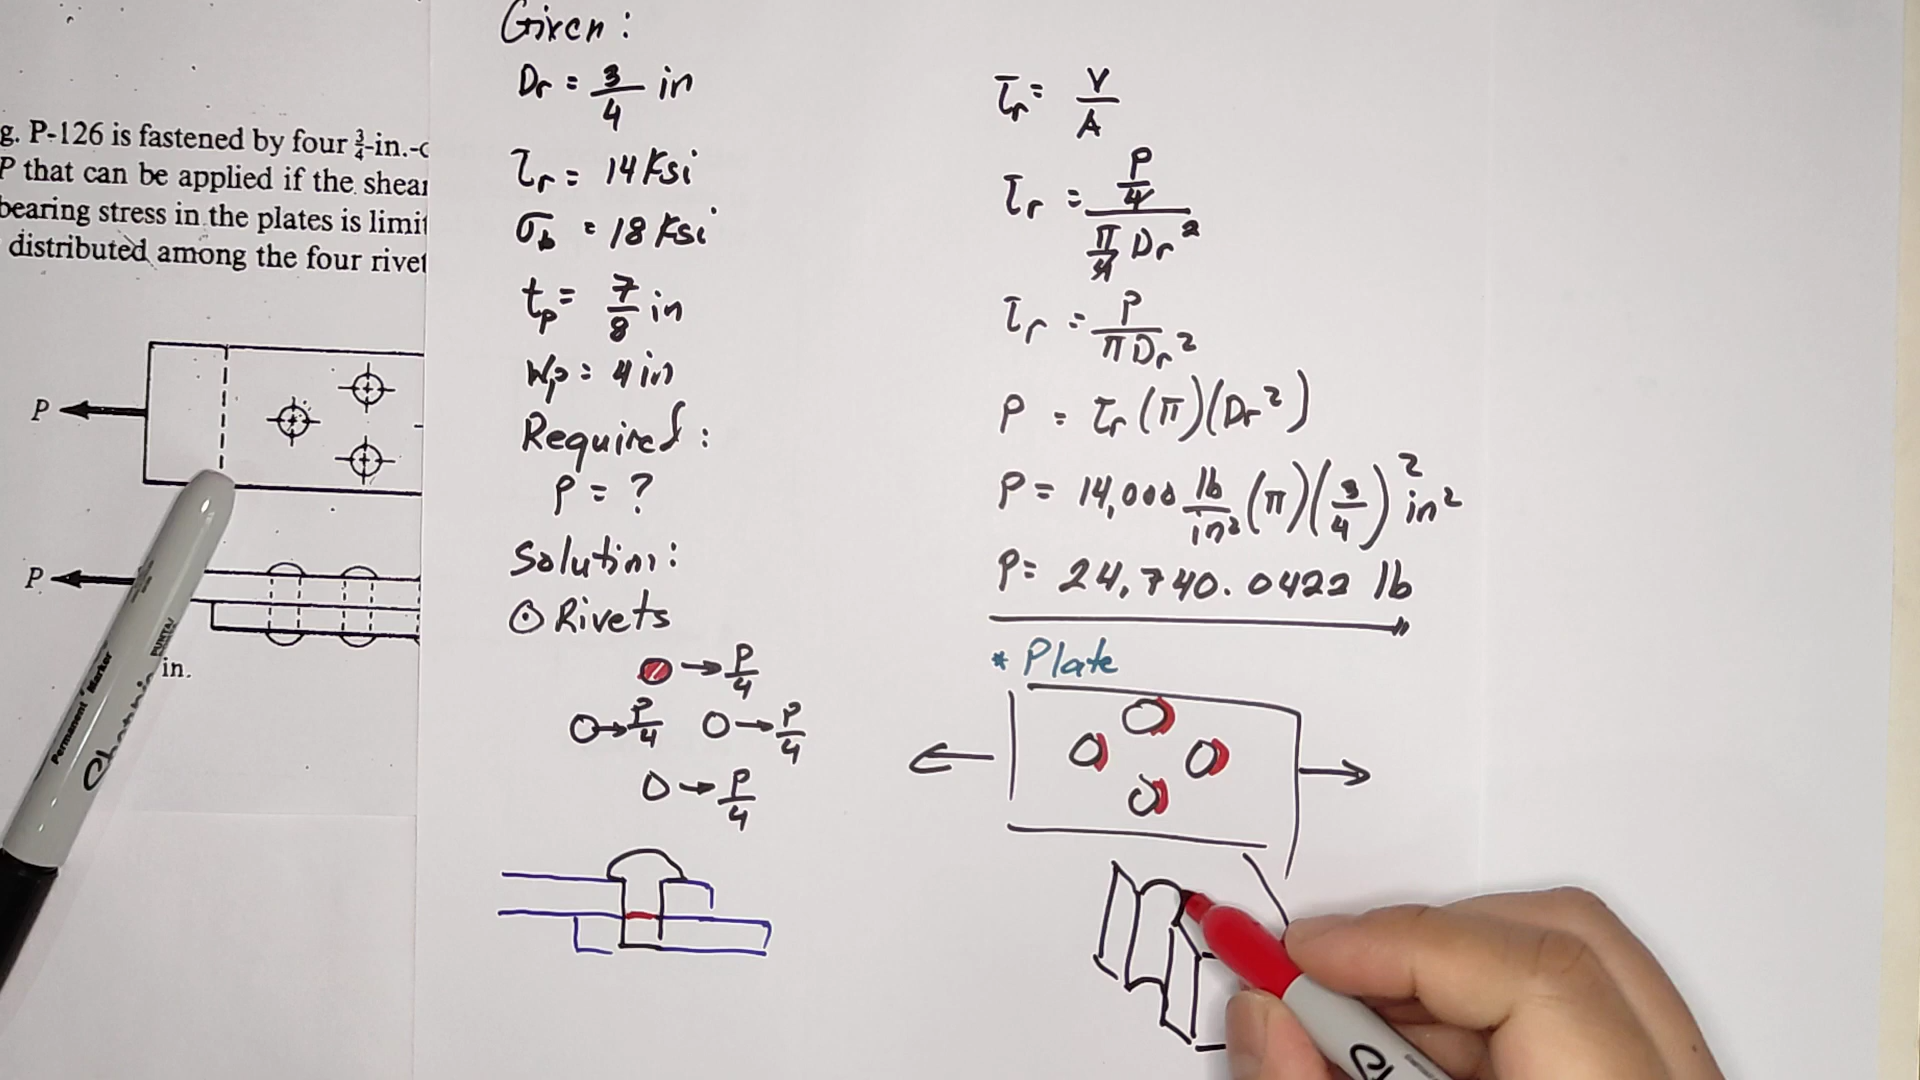 g. P-126 is fastened by four 3/4-in.-
P that can be applied if the shear
bearing stress in the plates is limit
distributed among the four rivet
P
P
in.
Permanent Marker
PUNTA/
Given:
Dr = 3/4 in
τr = 14 Ksi
σb = 18 Ksi
tp = 7/8 in
Wp = 4 in
Required:
P = ?
Solution:
⊙ Rivets
→ P/4
→ P/4 → P/4
→ P/4
τr = V/A
τr = (P/4)/(π/4 Dr²)
τr = P/(π Dr²)
P = τr (π)(Dr²)
P = 14,000 lb/in² (π)(3/4)² in²
P = 24,740.0422 lb
* Plate